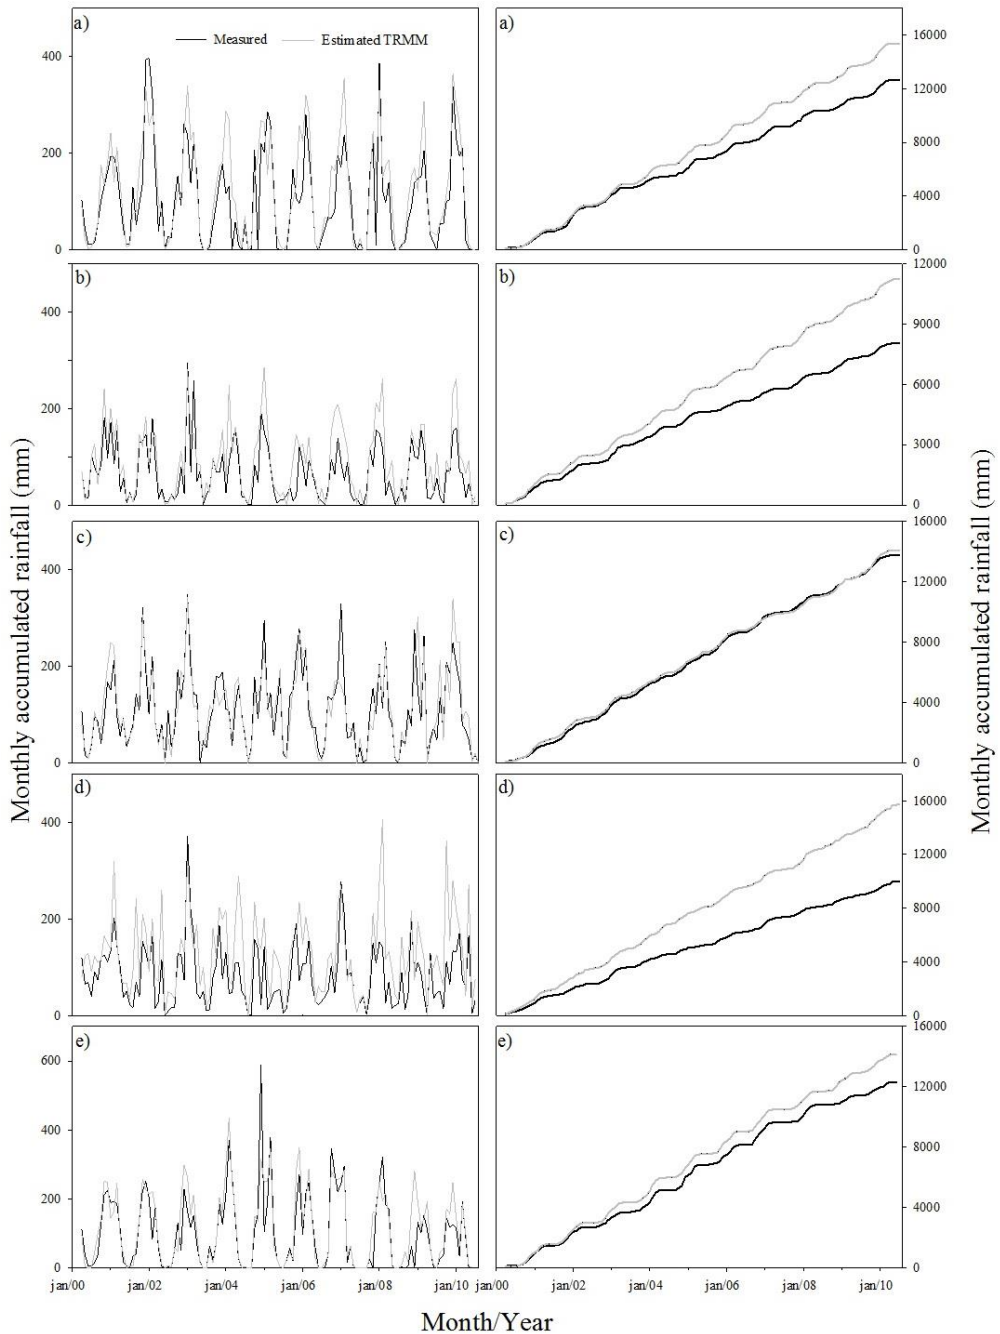 a)
Measured
Estimated TRMM
400
200
0
a)
16000
12000
8000
4000
0
b)
400
200
0
b)
12000
9000
6000
3000
0
c)
400
200
0
c)
16000
12000
8000
4000
0
d)
400
200
0
d)
16000
12000
8000
4000
0
e)
600
400
200
0
e)
16000
12000
8000
4000
0
Monthly accumulated rainfall (mm)
Monthly accumulated rainfall (mm)
jan/00 jan/02 jan/04 jan/06 jan/08 jan/10
jan/00 jan/02 jan/04 jan/06 jan/08 jan/10
Month/Year